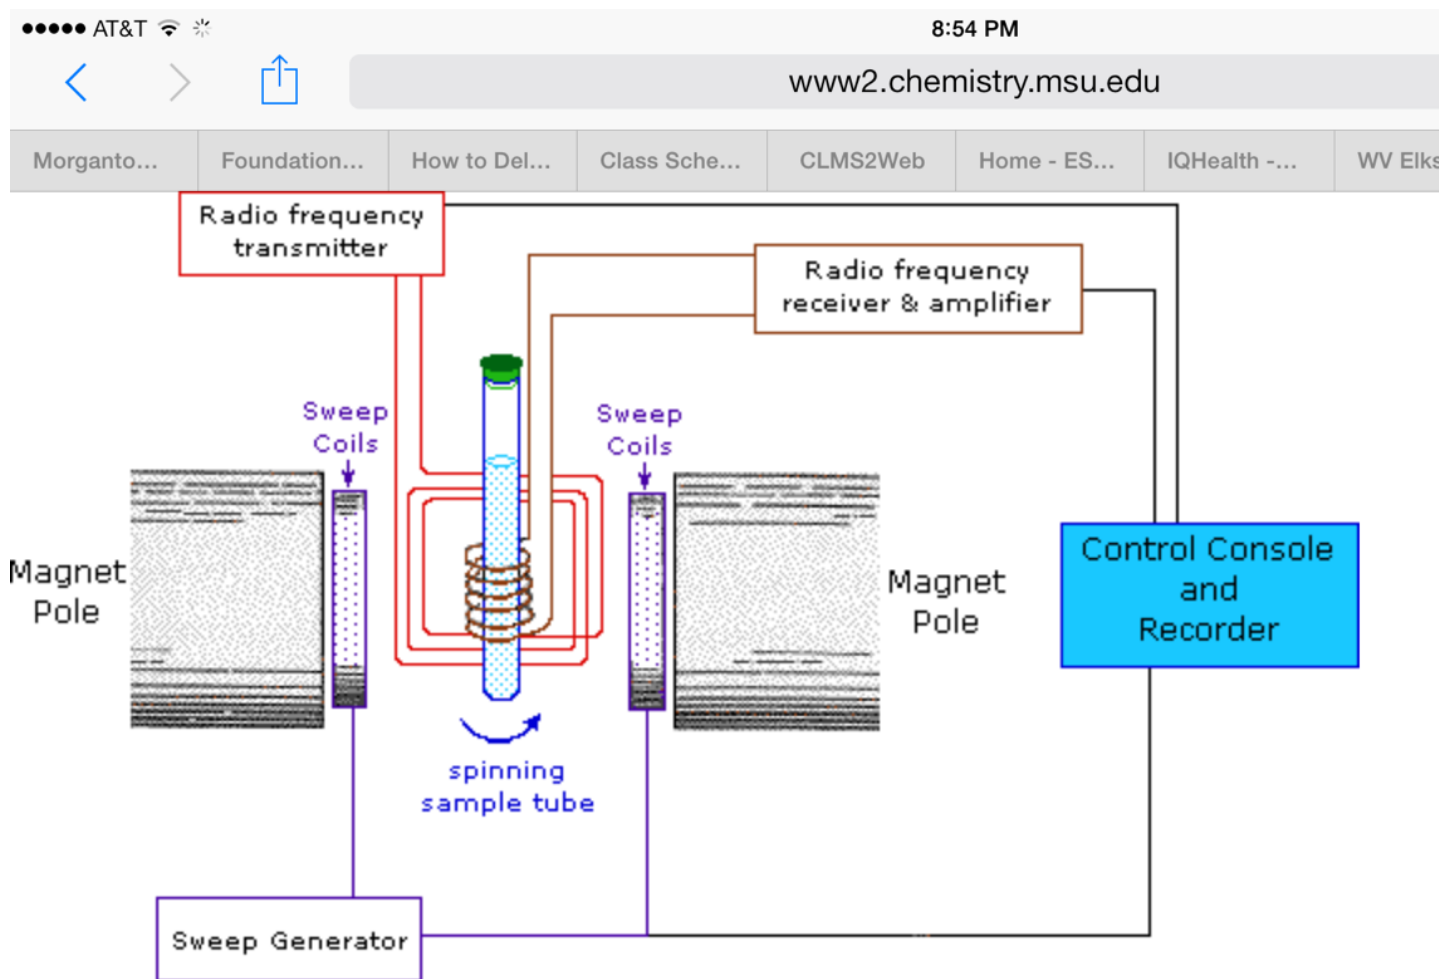 AT&T
8:54 PM
www2.chemistry.msu.edu
Morganto...
Foundation...
How to Del...
Class Sche...
CLMS2Web
Home - ES...
IQHealth -...
WV Elks
Radio frequency
transmitter
Radio frequency
receiver & amplifier
Sweep
Coils
Sweep
Coils
Magnet
Pole
Magnet
Pole
Control Console
and
Recorder
spinning
sample tube
Sweep Generator